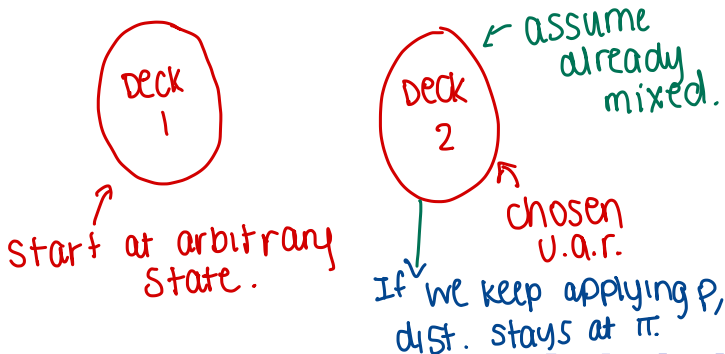 Deck
1
start at arbitrary
state.
Deck
2
assume
already
mixed.
chosen
u.a.r.
If we keep applying P,
dist. stays at π.